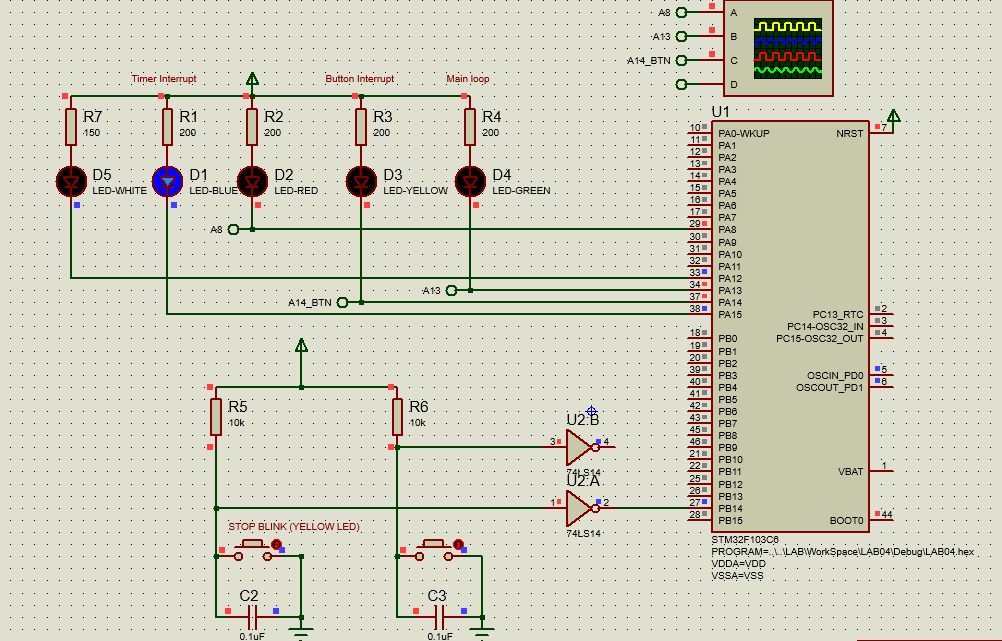 A8
A
A13
B
A14_BTN
C
D
Timer Interrupt
Button Interrupt
Main loop
R7
150
R1
200
R2
200
R3
200
R4
200
D5
LED-WHITE
D1
LED-BLUE
D2
LED-RED
D3
LED-YELLOW
D4
LED-GREEN
A8
A13
A14_BTN
U1
10 PA0-WKUP
11 PA1
12 PA2
13 PA3
14 PA4
15 PA5
16 PA6
17 PA7
29 PA8
30 PA9
31 PA10
32 PA11
33 PA12
34 PA13
37 PA14
38 PA15
18 PB0
19 PB1
20 PB2
39 PB3
40 PB4
41 PB5
42 PB6
43 PB7
45 PB8
46 PB9
21 PB10
22 PB11
25 PB12
26 PB13
27 PB14
28 PB15
NRST 7
PC13_RTC 2
PC14-OSC32_IN 3
PC15-OSC32_OUT 4
OSCIN_PD0 5
OSCOUT_PD1 6
VBAT 1
BOOT0 44
STM32F103C6
PROGRAM=..\..\LAB\WorkSpace\LAB04\Debug\LAB04.hex
VDDA=VDD
VSSA=VSS
R5
10k
R6
10k
U2:B
3 4
74LS14
U2:A
1 2
74LS14
STOP BLINK (YELLOW LED)
C2
0.1uF
C3
0.1uF